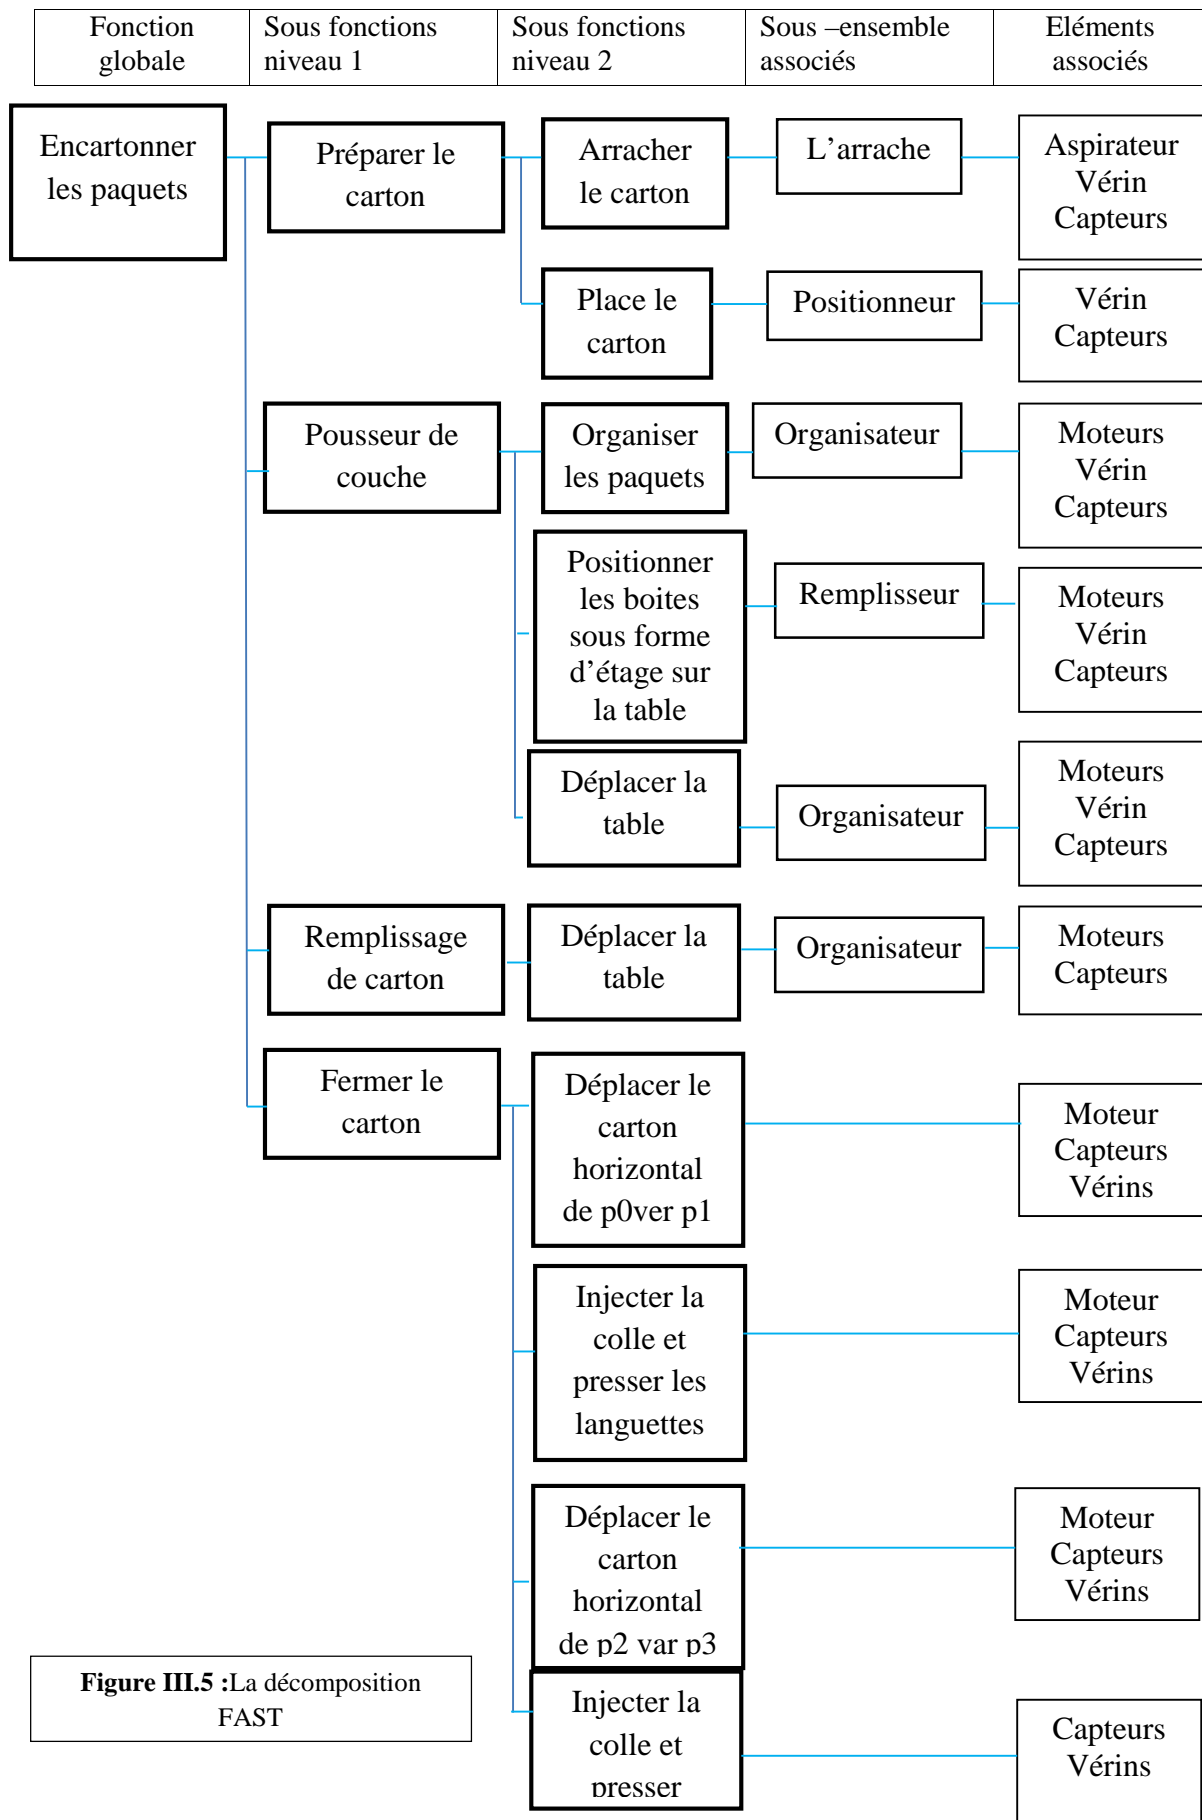 Fonction
globale
Sous fonctions
niveau 1
Sous fonctions
niveau 2
Sous –ensemble
associés
Eléments
associés
Encartonner
les paquets
Préparer le
carton
Arracher
le carton
L’arrache
Aspirateur
Vérin
Capteurs
Place le
carton
Positionneur
Vérin
Capteurs
Pousseur de
couche
Organiser
les paquets
Organisateur
Moteurs
Vérin
Capteurs
Positionner
les boites
sous forme
d’étage sur
la table
Remplisseur
Moteurs
Vérin
Capteurs
Déplacer la
table
Organisateur
Moteurs
Vérin
Capteurs
Remplissage
de carton
Déplacer la
table
Organisateur
Moteurs
Capteurs
Fermer le
carton
Déplacer le
carton
horizontal
de p0ver p1
Moteur
Capteurs
Vérins
Injecter la
colle et
presser les
languettes
Moteur
Capteurs
Vérins
Déplacer le
carton
horizontal
de p2 var p3
Moteur
Capteurs
Vérins
Injecter la
colle et
presser
Capteurs
Vérins
Figure III.5 :La décomposition
FAST